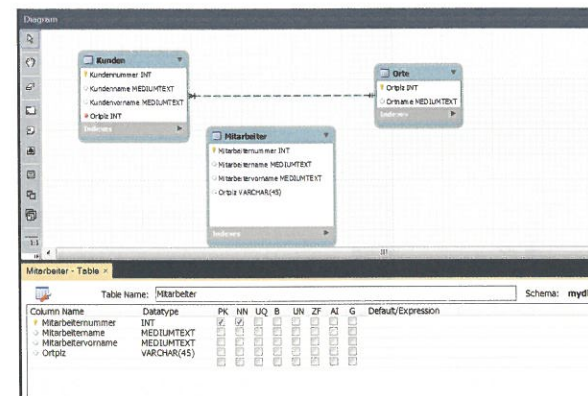 Diagram
Kunden
Kundennummer INT
Kundenname MEDIUMTEXT
Kundenvorname MEDIUMTEXT
Ortplz INT
Indexes
Orte
Ortplz INT
Ortname MEDIUMTEXT
Indexes
Mitarbeiter
Mitarbeiternummer INT
Mitarbeitername MEDIUMTEXT
Mitarbeitervorname MEDIUMTEXT
Ortplz VARCHAR(45)
Indexes
1:1
Mitarbeiter - Table ×
Table Name: Mitarbeiter
Schema: myd
Column Name Datatype PK NN UQ B UN ZF AI G Default/Expression
Mitarbeiternummer INT
Mitarbeitername MEDIUMTEXT
Mitarbeitervorname MEDIUMTEXT
Ortplz VARCHAR(45)